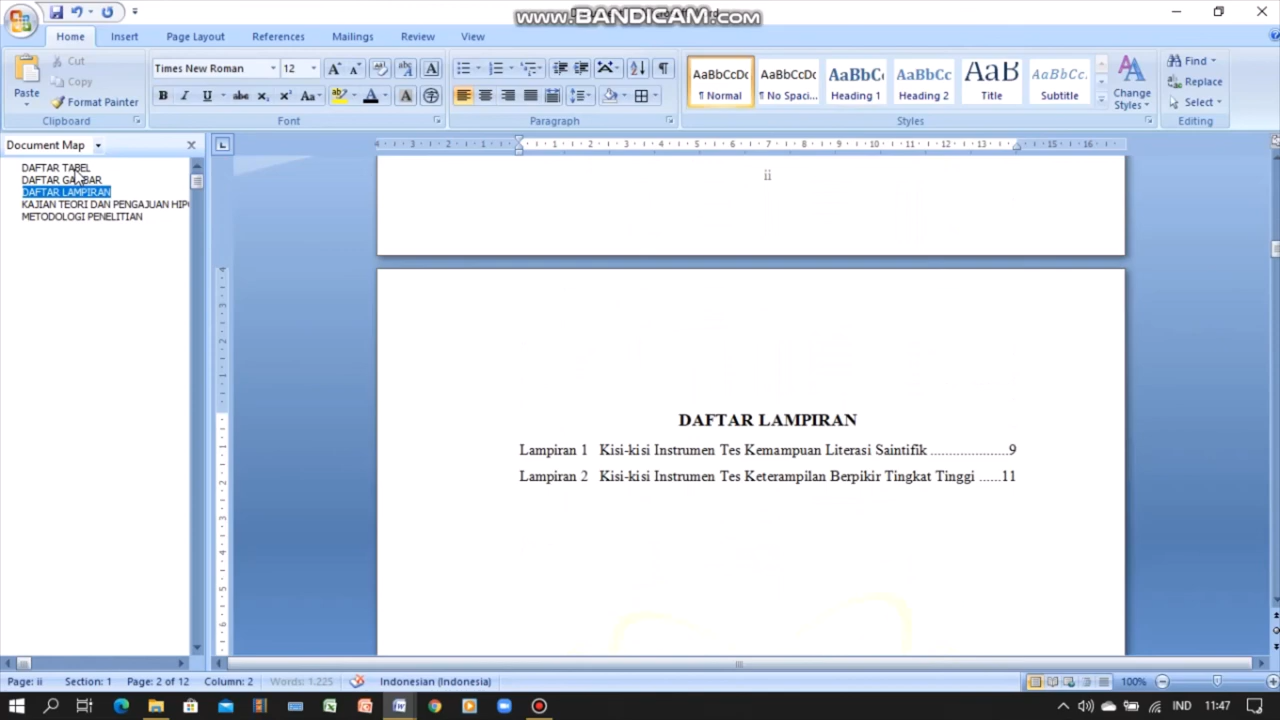 www.BANDICAM.com
Home Insert Page Layout References Mailings Review View
Paste
Cut
Copy
Format Painter
Clipboard
Times New Roman 12
B I U abc x₂ x² Aa
Font
Paragraph
AaBbCcDc AaBbCcDc AaBbCc AaBbCc AaB AaBbCc.
¶ Normal ¶ No Spaci... Heading 1 Heading 2 Title Subtitle
Change Styles
Styles
Find
Replace
Select
Editing
Document Map
DAFTAR TABEL
DAFTAR GAMBAR
DAFTAR LAMPIRAN
KAJIAN TEORI DAN PENGAJUAN
METODOLOGI PENELITIAN
ii
DAFTAR LAMPIRAN
Lampiran 1 Kisi-kisi Instrumen Tes Kemampuan Literasi Saintifik .....................9
Lampiran 2 Kisi-kisi Instrumen Tes Keterampilan Berpikir Tingkat Tinggi ......11
Page: ii Section: 1 Page: 2 of 12 Column: 2 Words: 1.225 Indonesian (Indonesia) 100%
IND 11:47